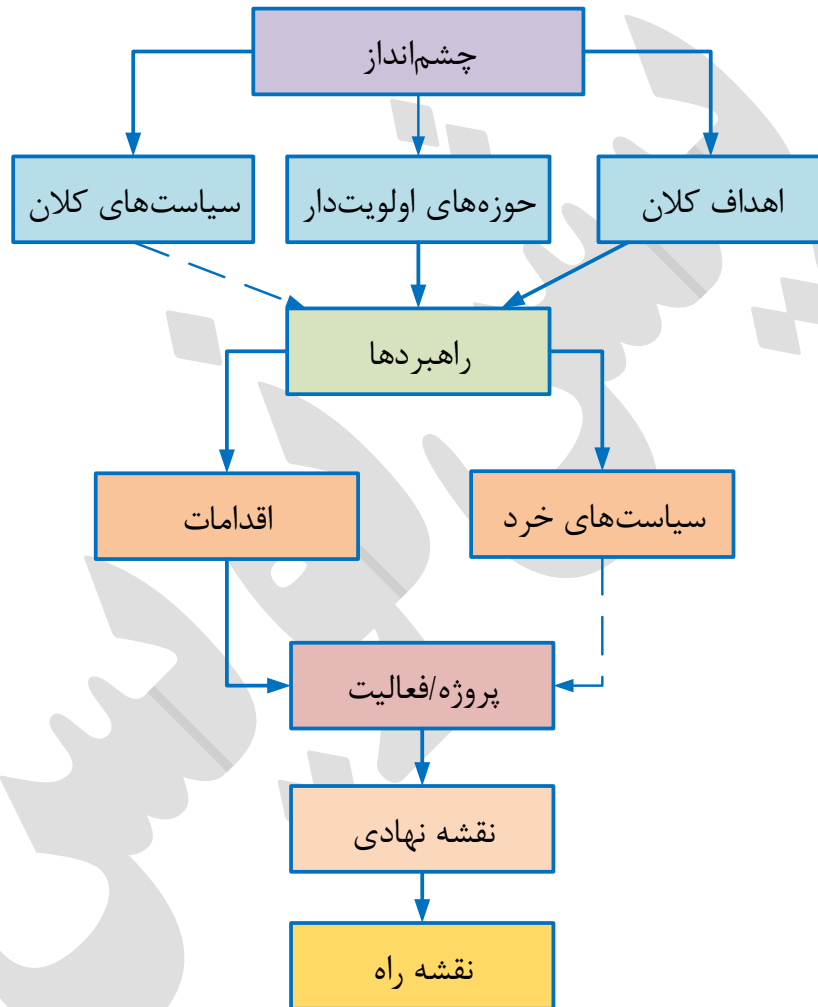 چشم‌انداز
اهداف کلان
حوزه‌های اولویت‌دار
سیاست‌های کلان
راهبردها
سیاست‌های خرد
اقدامات
پروژه/فعالیت
نقشه نهادی
نقشه راه